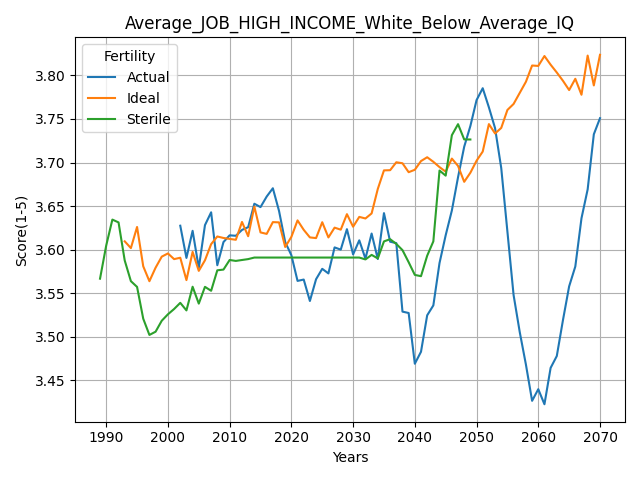 Average_JOB_HIGH_INCOME_White_Below_Average_IQ
Fertility
Actual
Ideal
Sterile
Score(1-5)
3.80
3.75
3.70
3.65
3.60
3.55
3.50
3.45
1990 2000 2010 2020 2030 2040 2050 2060 2070
Years